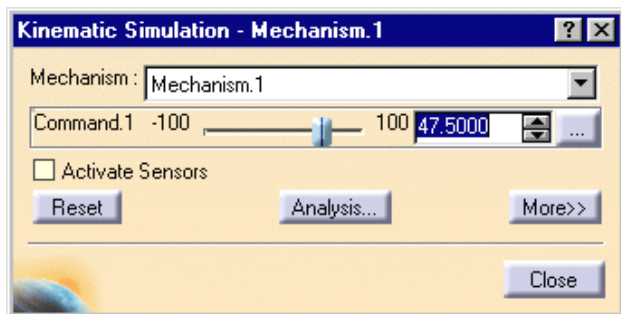 Kinematic Simulation - Mechanism.1 ? X
Mechanism : Mechanism.1
Command.1 -100 100 47.5000 ...
Activate Sensors
Reset Analysis... More>>
Close